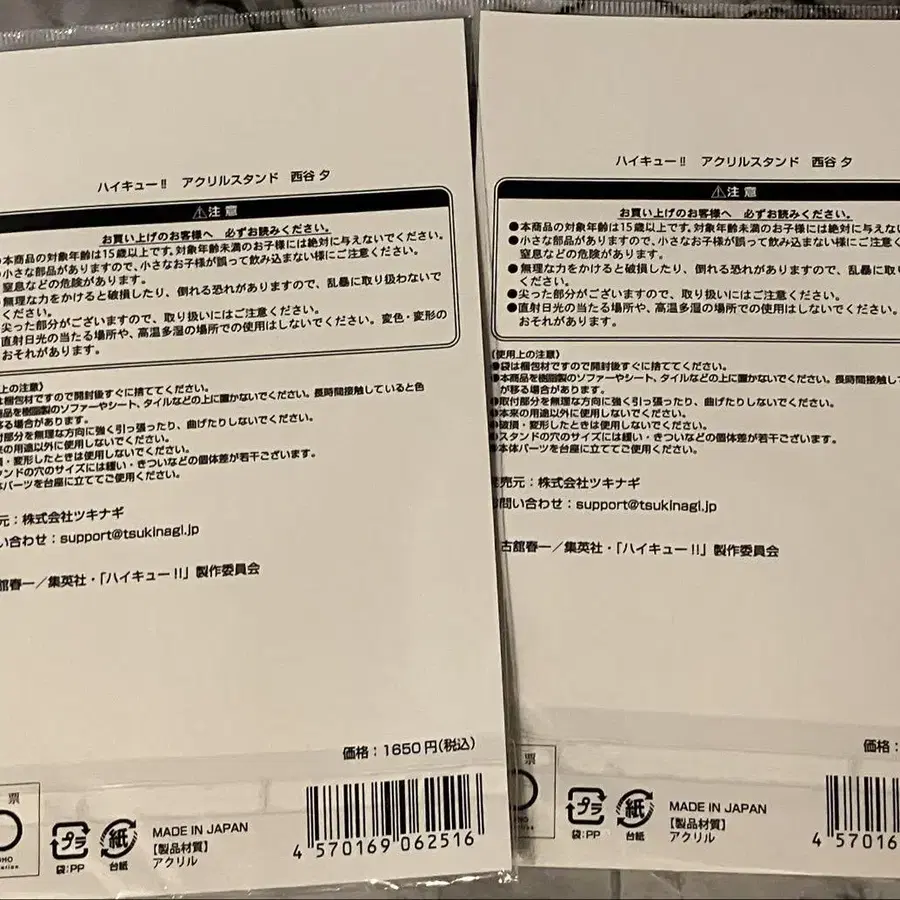 ハイキュー!! アクリルスタンド 西谷 夕
⚠注意
お買い上げのお客様へ 必ずお読みください。
●本商品の対象年齢は15歳以上です。対象年齢未満のお子様には絶対に与えないでください。
小さな部品がありますので、小さなお子様が誤って飲み込まない様にご注意ください。
窒息などの危険があります。
無理な力をかけると破損したり、倒れる恐れがありますので、乱暴に取り扱わないで
ください。
尖った部分がございますので、取り扱いにはご注意ください。
直射日光の当たる場所や、高温多湿の場所での使用はしないでください。変色・変形の
おそれがあります。
上の注意)
は梱包材ですので開封後すぐに捨ててください。
商品を樹脂製のソファーやシート、タイルなどの上に置かないでください。長時間接触していると色
移る場合があります。
付部分を無理な方向に強く引っ張ったり、曲げたりしないでください。
来の用途以外に使用しないでください。
損・変形したときは使用しないでください。
タンドの穴のサイズには緩い・きついなどの個体差が若干ございます。
体パーツを台座に立ててご使用ください。
元：株式会社ツキナギ
い合わせ：support@tsukinagi.jp
舘春一／集英社・「ハイキュー!!」製作委員会
価格：1650円(税込)
票
プラ
袋:PP
紙
台紙
MADE IN JAPAN
【製品材質】
アクリル
4 570169 062516
ハイキュー!! アクリルスタンド 西谷 夕
⚠注意
お買い上げのお客様へ 必ずお読みください。
●本商品の対象年齢は15歳以上です。対象年齢未満のお子様には絶対に与え
●小さな部品がありますので、小さなお子様が誤って飲み込まない様にご注意く
窒息などの危険があります。
●無理な力をかけると破損したり、倒れる恐れがありますので、乱暴に取り
ください。
●尖った部分がございますので、取り扱いにはご注意ください。
●直射日光の当たる場所や、高温多湿の場所での使用はしないでください。
おそれがあります。
(使用上の注意)
●袋は梱包材ですので開封後すぐに捨ててください。
●本商品を樹脂製のソファーやシート、タイルなどの上に置かないでください。長時間接触し
が移る場合があります。
●取付部分を無理な方向に強く引っ張ったり、曲げたりしないでください。
●本来の用途以外に使用しないでください。
●破損・変形したときは使用しないでください。
●スタンドの穴のサイズには緩い・きついなどの個体差が若干ございます。
●本体パーツを台座に立ててご使用ください。
売元：株式会社ツキナギ
問い合わせ：support@tsukinagi.jp
古舘春一／集英社・「ハイキュー!!」製作委員会
価格：
票
プラ
袋:PP
紙
台紙
MADE IN JAPAN
【製品材質】
アクリル
4 570169